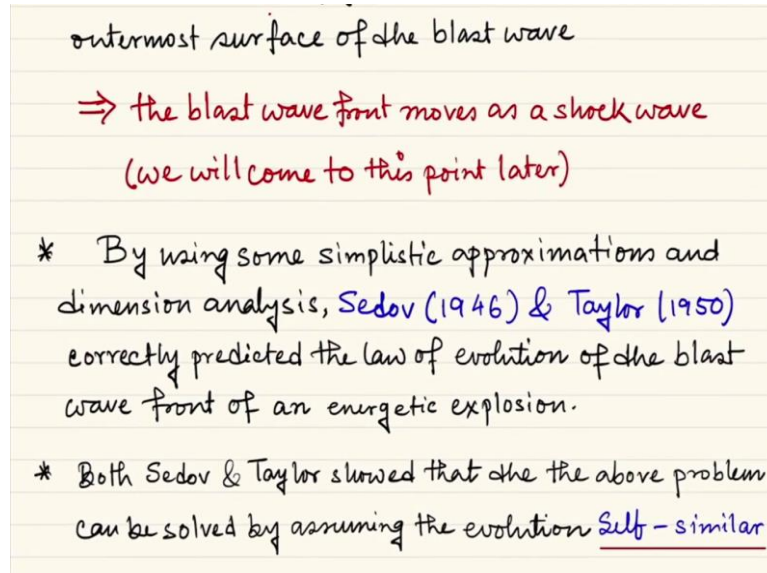 outermost surface of the blast wave
⇒ the blast wave front moves as a shock wave
(we will come to this point later)
* By using some simplistic approximations and
dimension analysis, Sedov (1946) & Taylor (1950)
correctly predicted the law of evolution of the blast
wave front of an energetic explosion.
* Both Sedov & Taylor showed that the the above problem
can be solved by assuming the evolution Self-similar